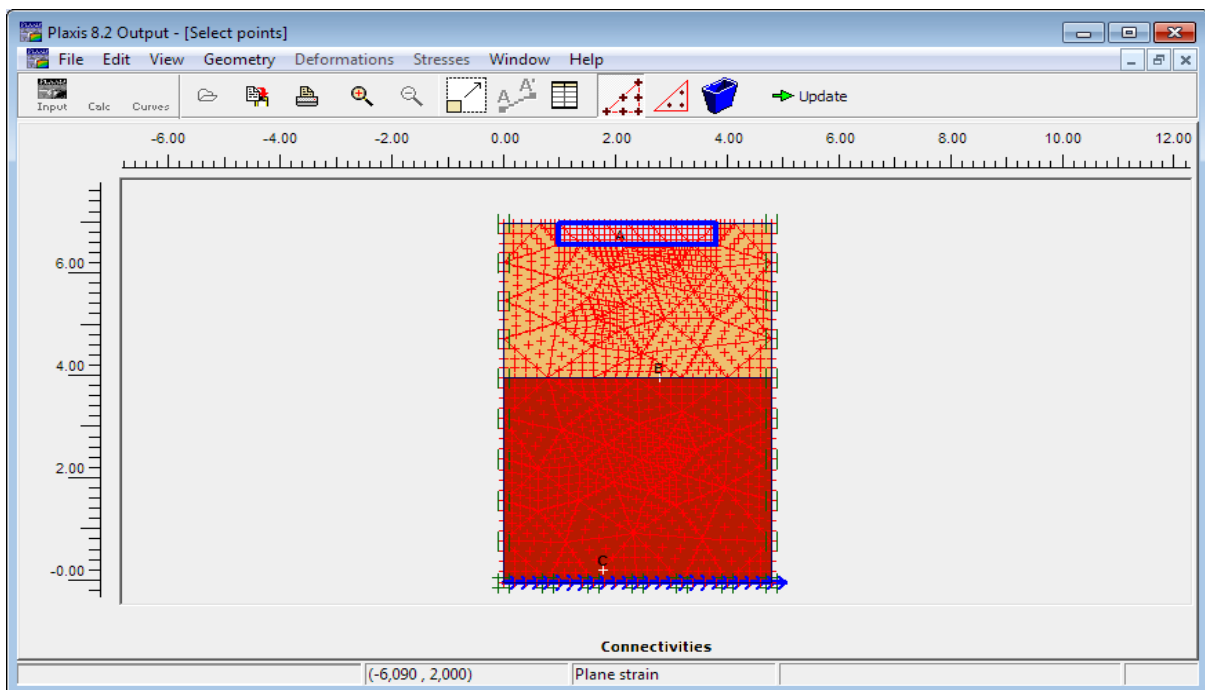 Plaxis 8.2 Output - [Select points]
File Edit View Geometry Deformations Stresses Window Help
Input Calc Curves A A' Update
-6.00 -4.00 -2.00 0.00 2.00 4.00 6.00 8.00 10.00 12.00
A
6.00
4.00
B
2.00
C
-0.00
Connectivities
(-6,090 , 2,000) Plane strain